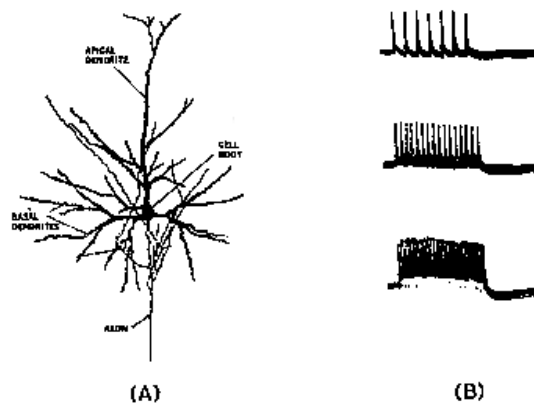 APICAL
DENDRITE
CELL
BODY
BASAL
DENDRITES
AXON
(A)
(B)